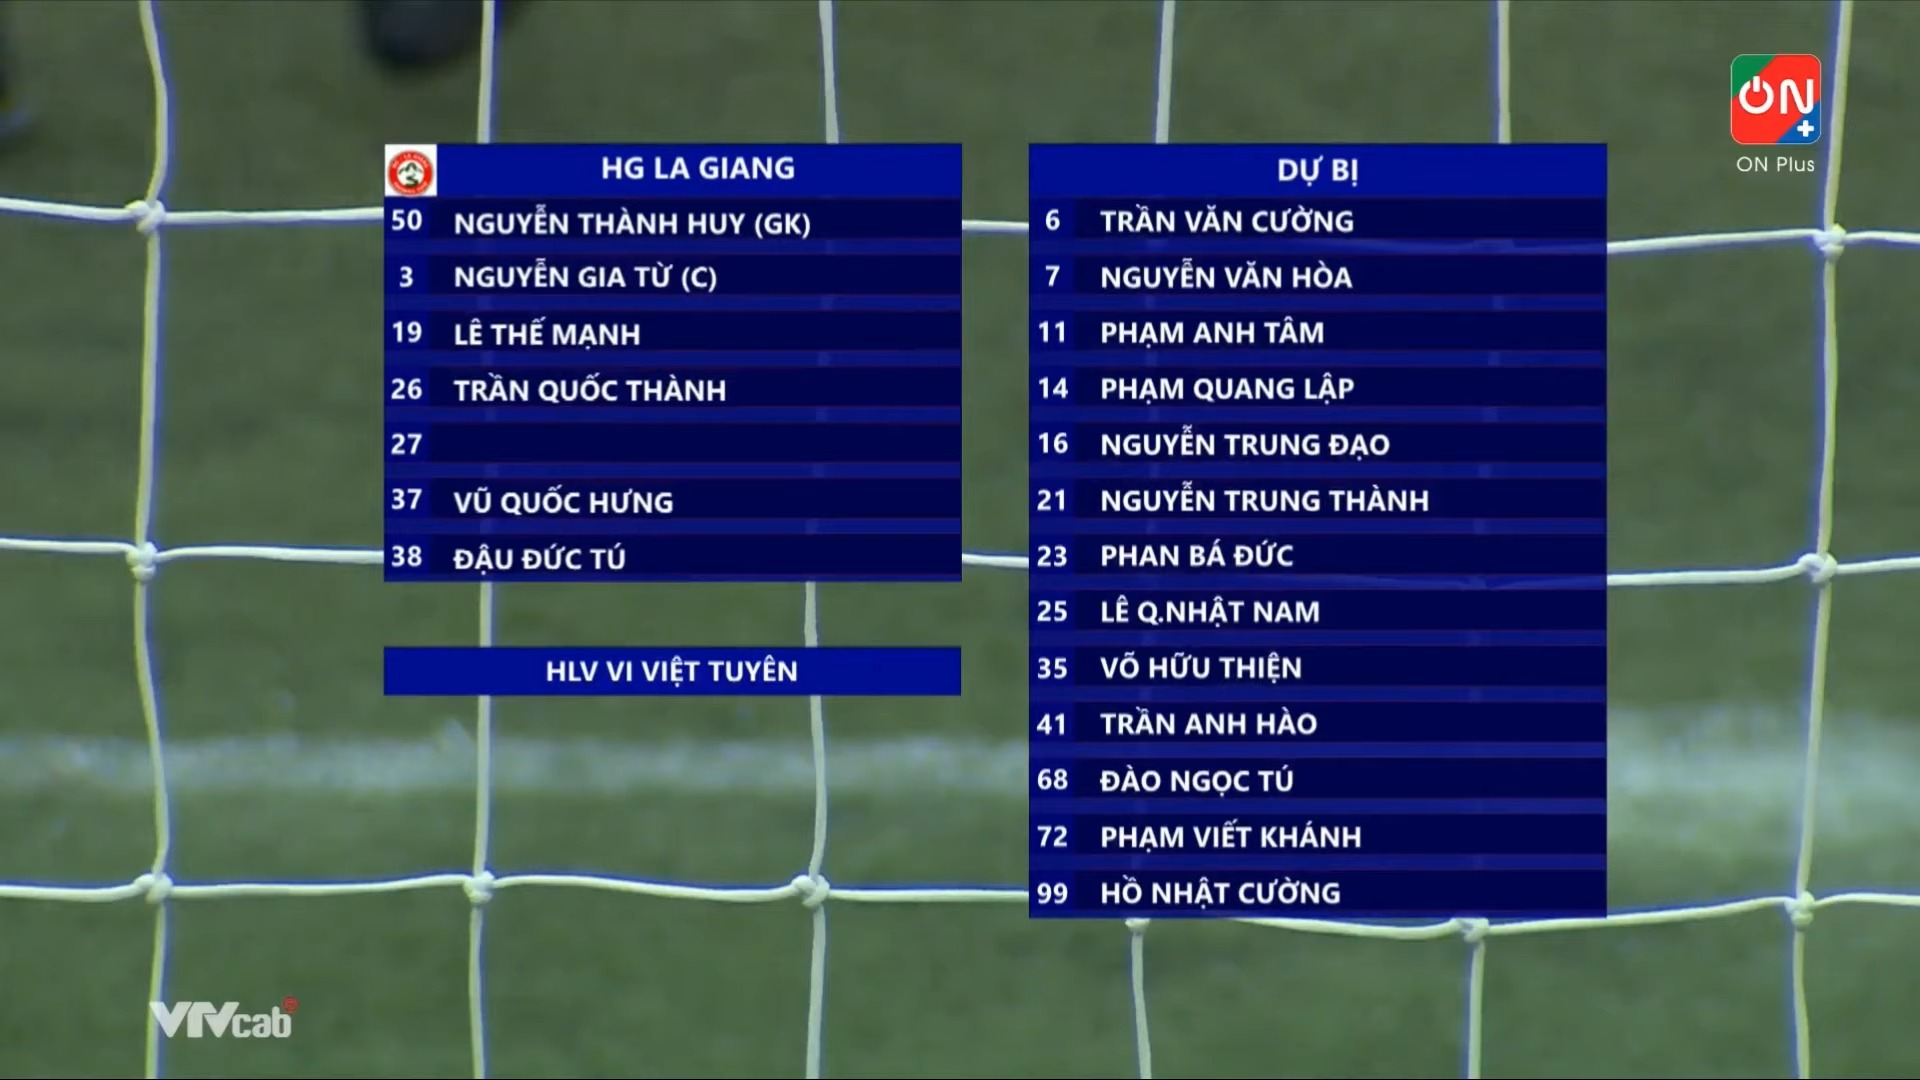 ON+
ON Plus
HG LA GIANG
50 NGUYỄN THÀNH HUY (GK)
3 NGUYỄN GIA TỪ (C)
19 LÊ THẾ MẠNH
26 TRẦN QUỐC THÀNH
27
37 VŨ QUỐC HƯNG
38 ĐẬU ĐỨC TÚ
HLV VI VIỆT TUYÊN
DỰ BỊ
6 TRẦN VĂN CƯỜNG
7 NGUYỄN VĂN HÒA
11 PHẠM ANH TÂM
14 PHẠM QUANG LẬP
16 NGUYỄN TRUNG ĐẠO
21 NGUYỄN TRUNG THÀNH
23 PHAN BÁ ĐỨC
25 LÊ Q.NHẬT NAM
35 VÕ HỮU THIỆN
41 TRẦN ANH HÀO
68 ĐÀO NGỌC TÚ
72 PHẠM VIẾT KHÁNH
99 HỒ NHẬT CƯỜNG
VTVcab